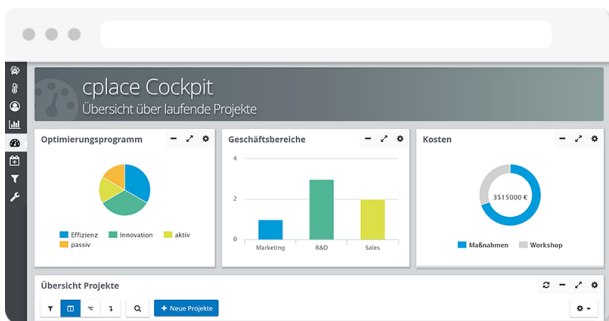 cplace Cockpit
Übersicht über laufende Projekte
Optimierungsprogramm
Effizienz
Innovation
aktiv
passiv
Geschäftsbereiche
4
2
0
Marketing
R&D
Sales
Kosten
3515000 €
Maßnahmen
Workshop
Übersicht Projekte
+ Neue Projekte